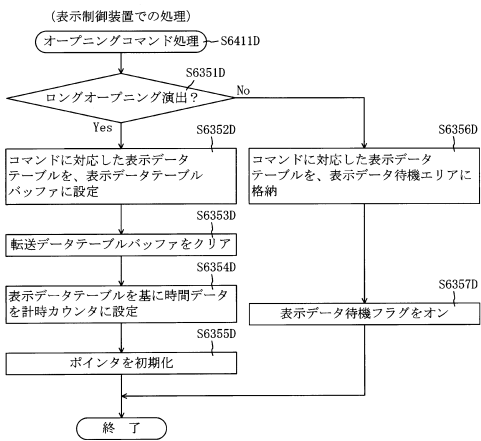 (表示制御装置での処理)
オープニングコマンド処理
S6411D
S6351D
ロングオープニング演出?
No
Yes
S6352D
コマンドに対応した表示データ
テーブルを、表示データテーブル
バッファに設定
S6356D
コマンドに対応した表示データ
テーブルを、表示データ待機エリアに
格納
S6353D
転送データテーブルバッファをクリア
S6354D
表示データテーブルを基に時間データ
を計時カウンタに設定
S6357D
表示データ待機フラグをオン
S6355D
ポインタを初期化
終 了